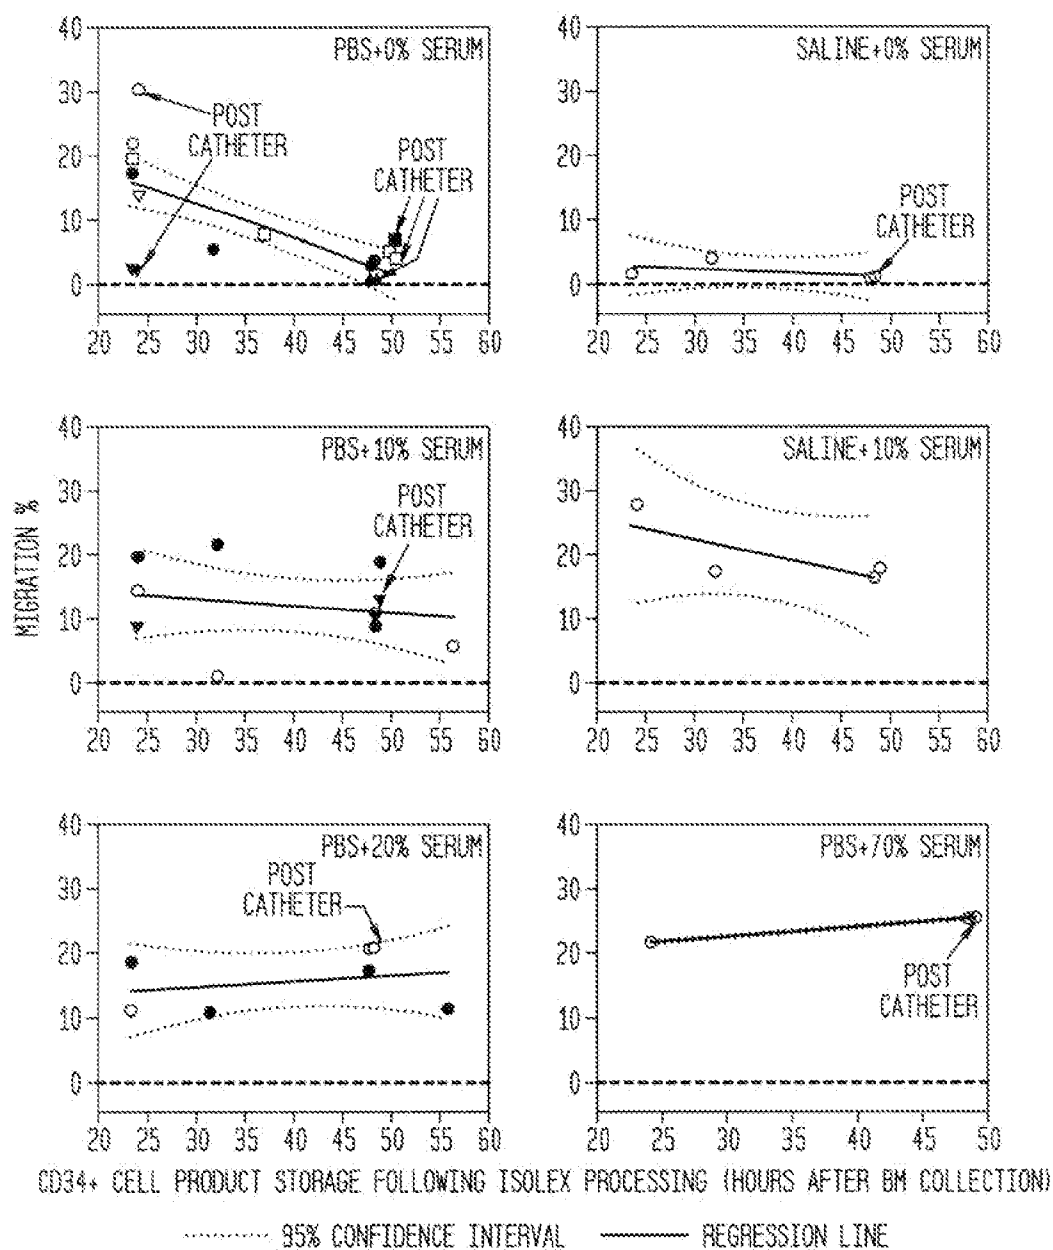 PBS+0% SERUM
40
30
20
10
0
POST
CATHETER
POST
CATHETER
20 25 30 35 40 45 50 55 60
SALINE+0% SERUM
40
30
20
10
0
POST
CATHETER
20 25 30 35 40 45 50 55 60
MIGRATION %
PBS+10% SERUM
40
30
20
10
0
POST
CATHETER
20 25 30 35 40 45 50 55 60
SALINE+10% SERUM
40
30
20
10
0
20 25 30 35 40 45 50 55 60
PBS+20% SERUM
40
30
20
10
0
POST
CATHETER
20 25 30 35 40 45 50 55 60
PBS+70% SERUM
40
30
20
10
0
POST
CATHETER
20 25 30 35 40 45 50
CD34+ CELL PRODUCT STORAGE FOLLOWING ISOLEX PROCESSING (HOURS AFTER BM COLLECTION)
95% CONFIDENCE INTERVAL
REGRESSION LINE